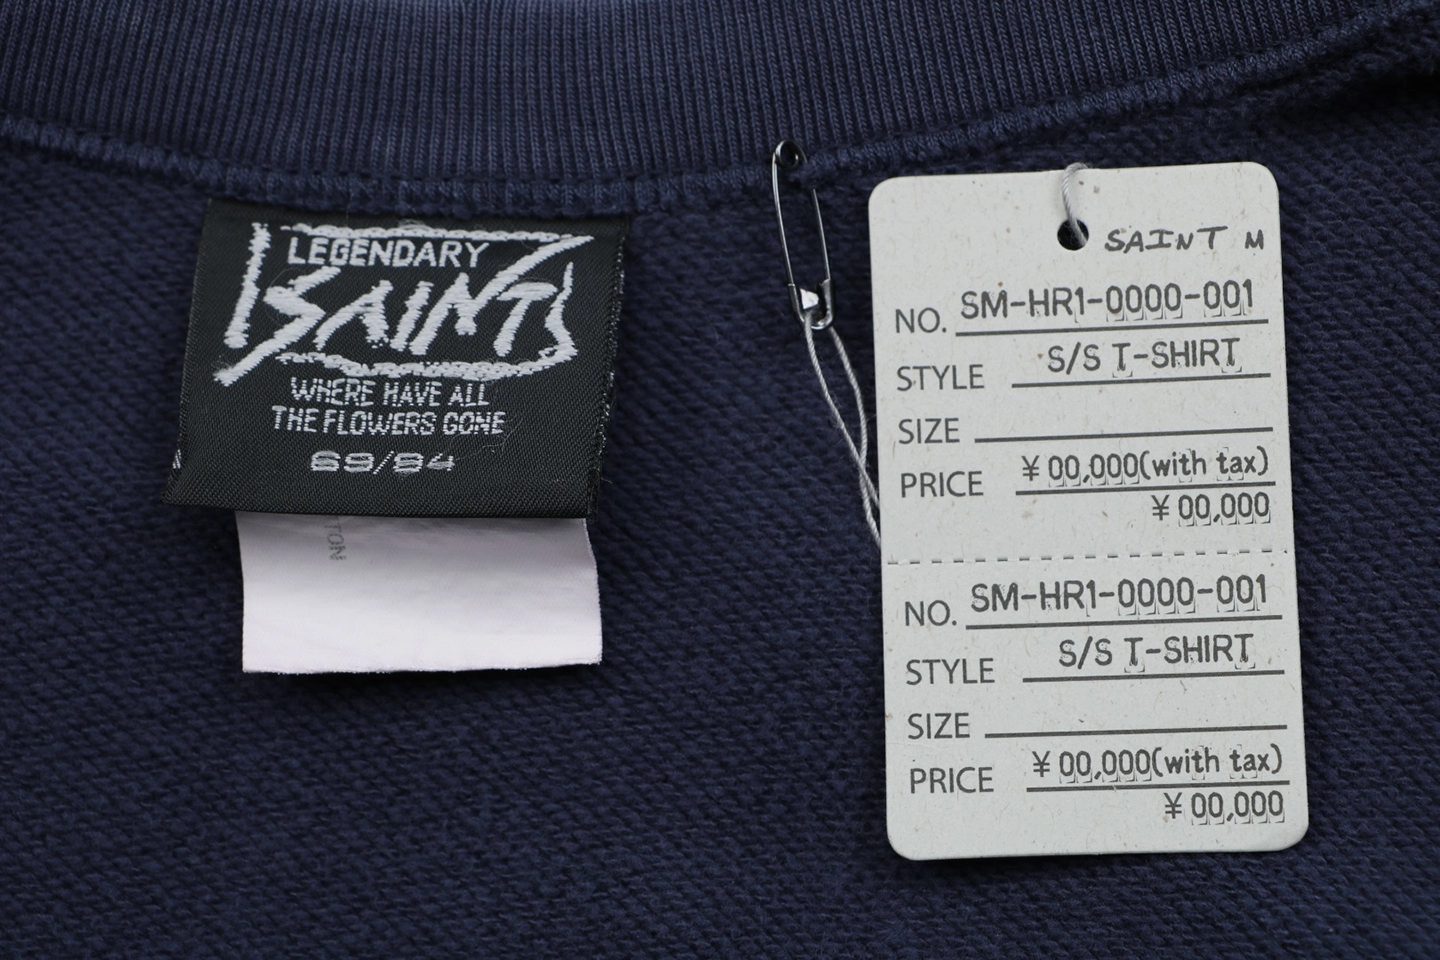 LEGENDARY
SAINT
WHERE HAVE ALL
THE FLOWERS GONE
69/94
TON
SAINT M
NO. SM-HR1-0000-001
STYLE S/S T-SHIRT
SIZE
PRICE ¥00,000(with tax)
¥00,000
NO. SM-HR1-0000-001
STYLE S/S T-SHIRT
SIZE
PRICE ¥00,000(with tax)
¥00,000